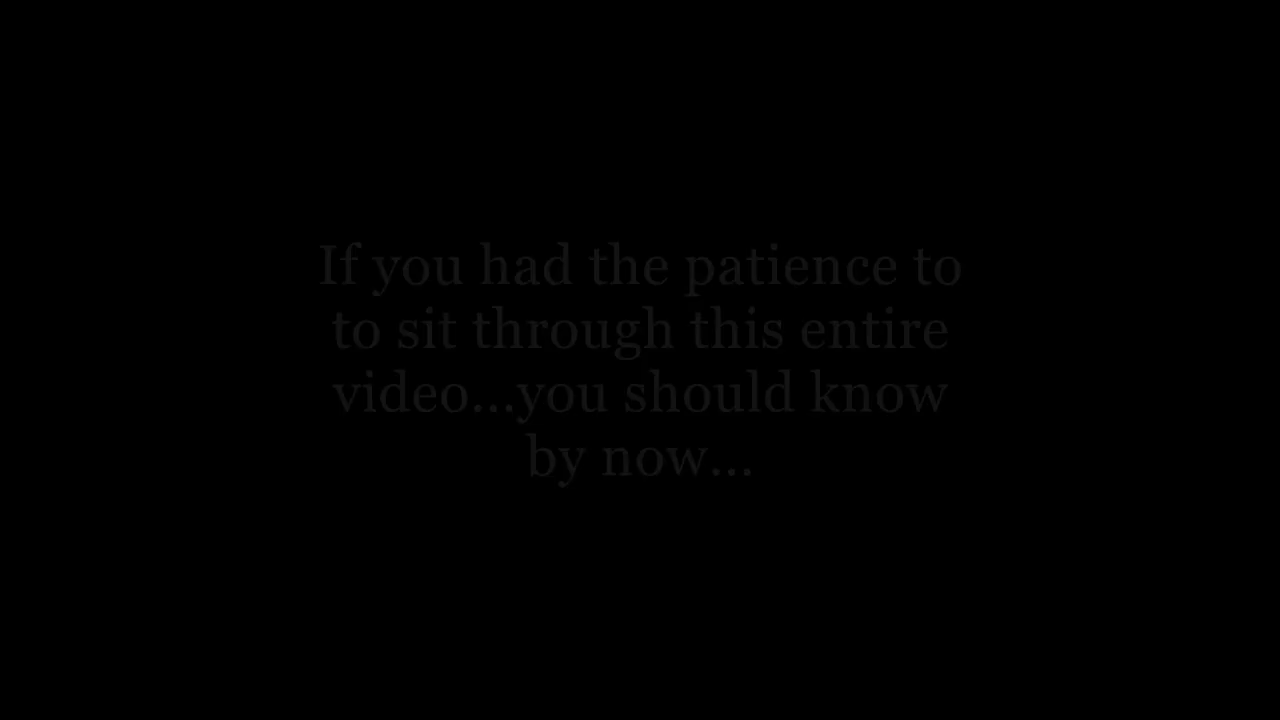 If you had the patience to
to sit through this entire
video...you should know
by now...